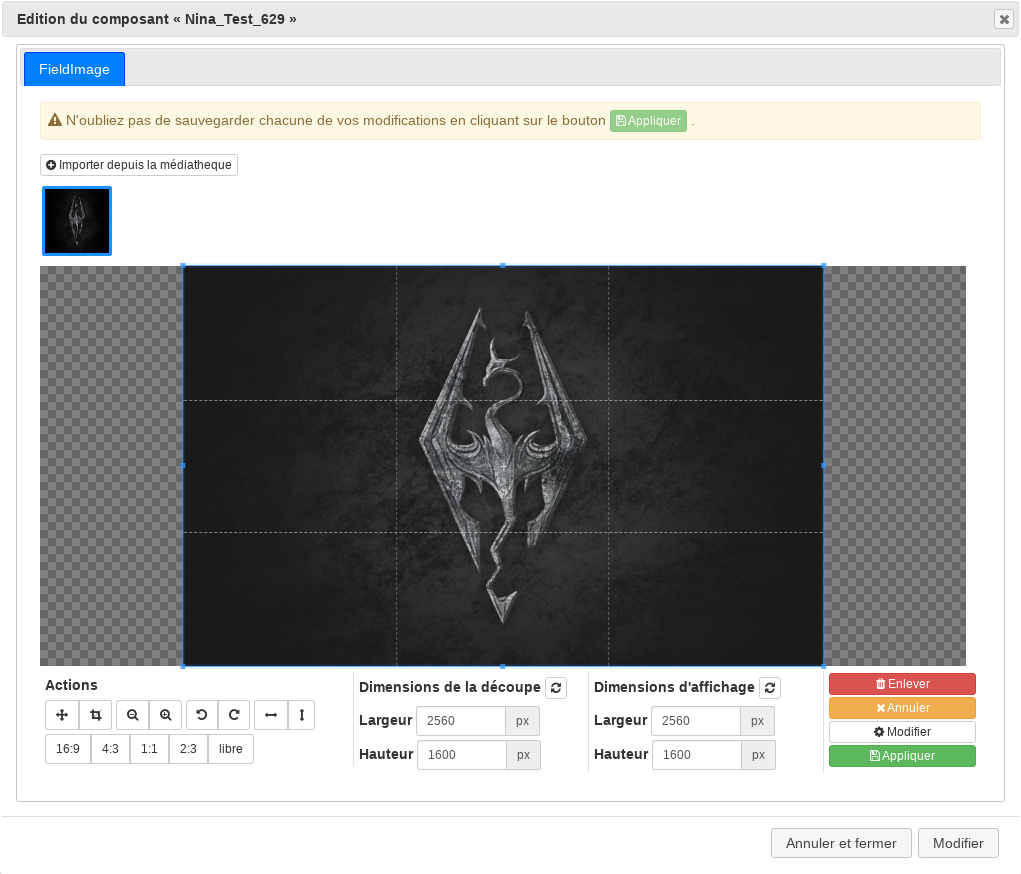 Edition du composant « Nina_Test_629 »
FieldImage
N'oubliez pas de sauvegarder chacune de vos modifications en cliquant sur le bouton Appliquer .
Importer depuis la médiatheque
Actions
16:9 4:3 1:1 2:3 libre
Dimensions de la découpe
Largeur 2560 px
Hauteur 1600 px
Dimensions d'affichage
Largeur 2560 px
Hauteur 1600 px
Enlever
Annuler
Modifier
Appliquer
Annuler et fermer Modifier